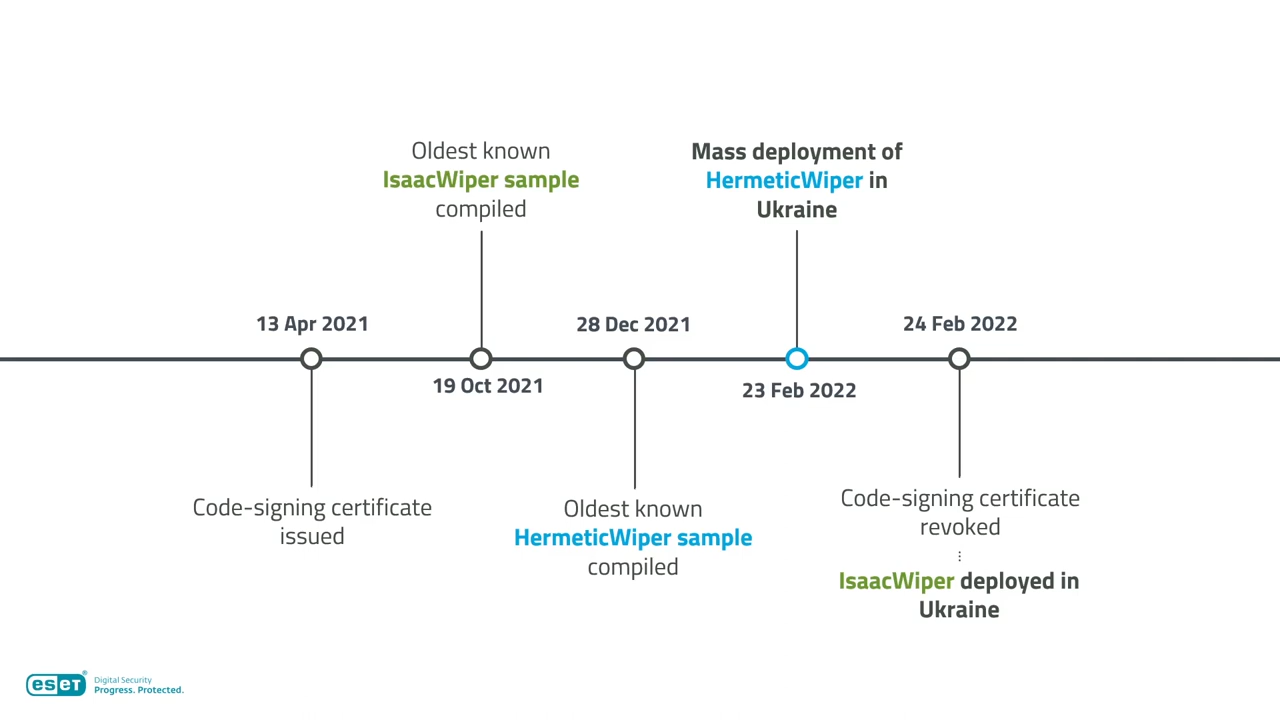 Oldest known
IsaacWiper sample
compiled
Mass deployment of
HermeticWiper in
Ukraine
13 Apr 2021
28 Dec 2021
24 Feb 2022
19 Oct 2021
23 Feb 2022
Code-signing certificate
issued
Oldest known
HermeticWiper sample
compiled
Code-signing certificate
revoked
IsaacWiper deployed in
Ukraine
eset®
Digital Security
Progress. Protected.